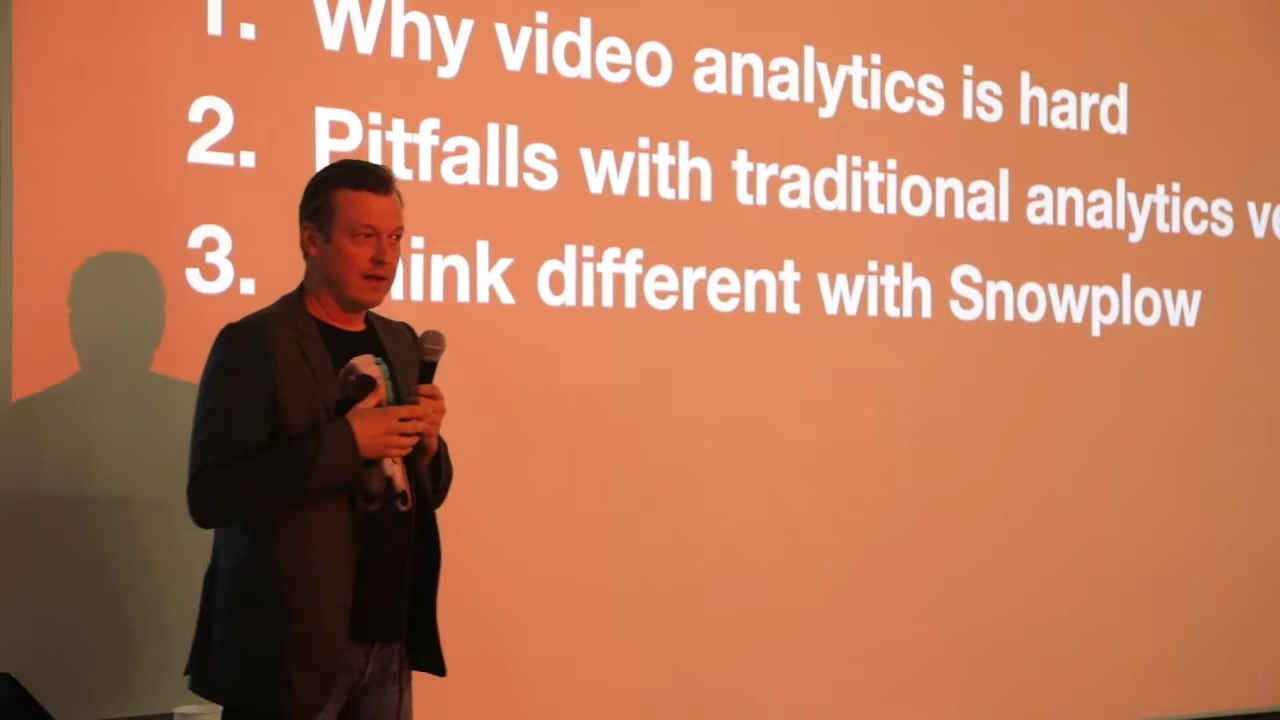 1. Why video analytics is hard
2. Pitfalls with traditional analytics
3. different with Snowplow